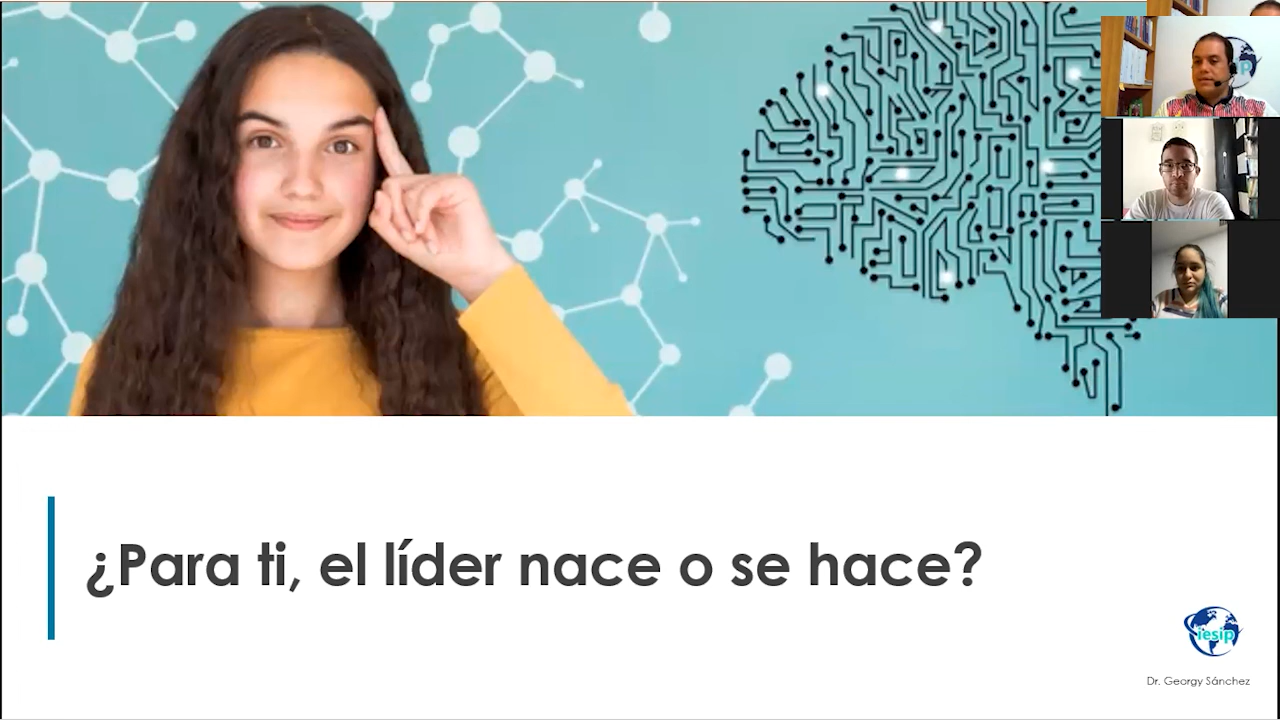 ¿Para ti, el líder nace o se hace?
iesip
Dr. Georgy Sánchez